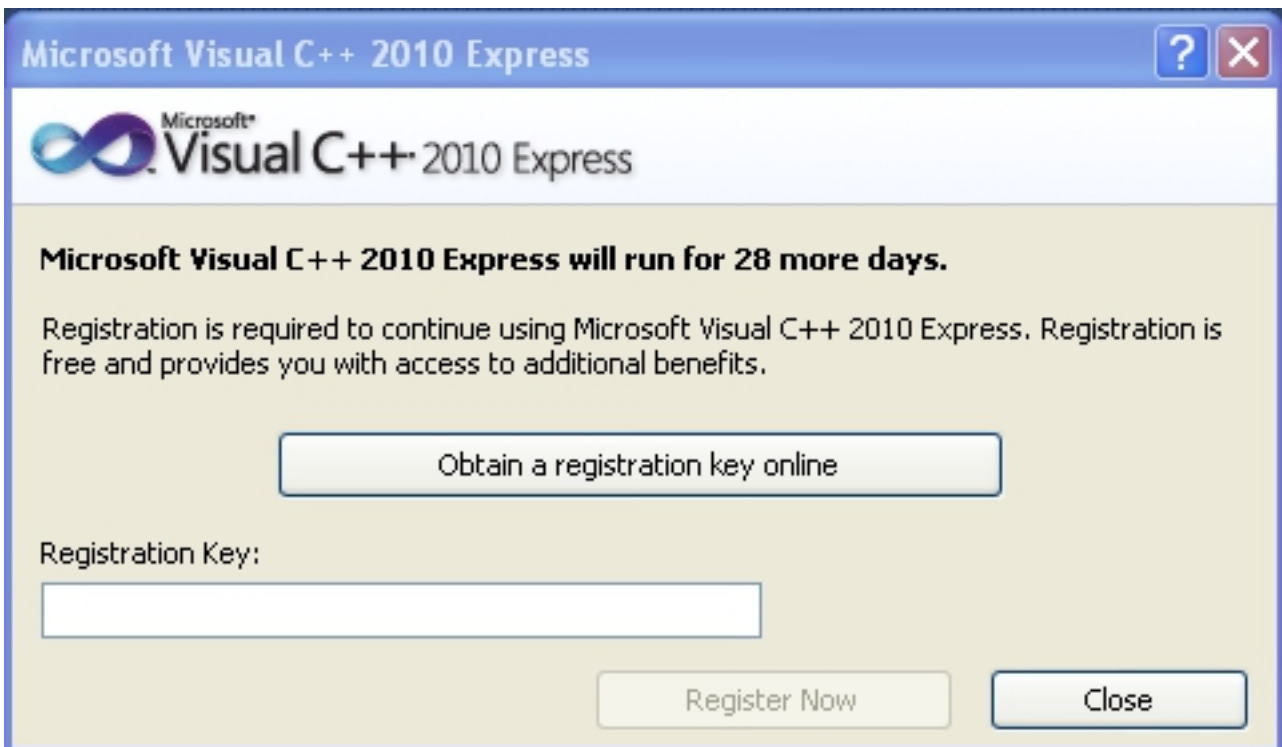 Microsoft Visual C++ 2010 Express
?
Microsoft®
Visual C++® 2010 Express
Microsoft Visual C++ 2010 Express will run for 28 more days.
Registration is required to continue using Microsoft Visual C++ 2010 Express. Registration is
free and provides you with access to additional benefits.
Obtain a registration key online
Registration Key:
Register Now
Close